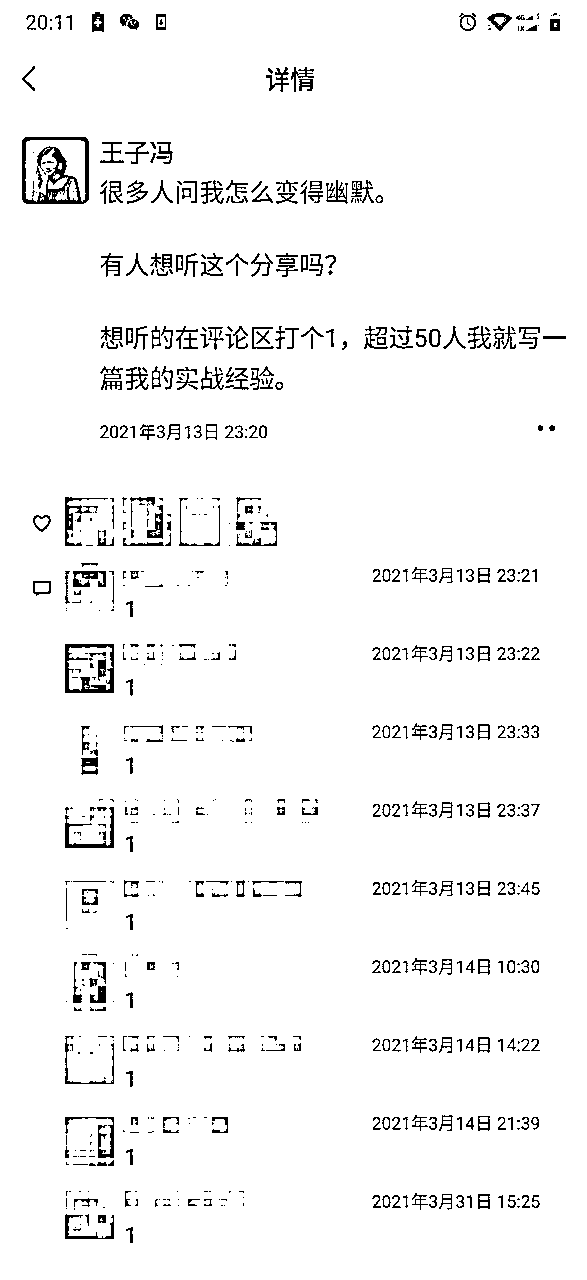 20:11
详情
王子冯
很多人问我怎么变得幽默。
有人想听这个分享吗？
想听的在评论区打个1，超过50人我就写一
篇我的实战经验。
2021年3月13日 23:20
2021年3月13日 23:21
1
2021年3月13日 23:22
1
2021年3月13日 23:33
1
2021年3月13日 23:37
1
2021年3月13日 23:45
1
2021年3月14日 10:30
1
2021年3月14日 14:22
1
2021年3月14日 21:39
1
2021年3月31日 15:25
1